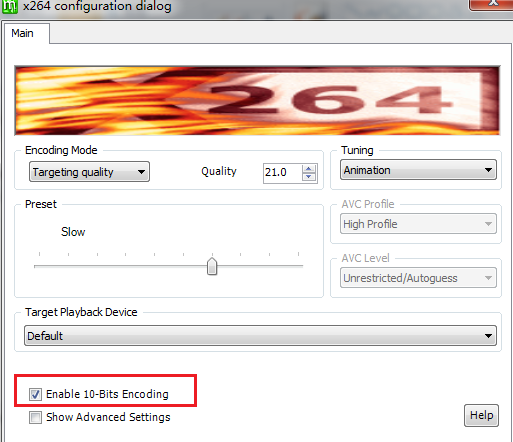 x264 configuration dialog
Main
264
Encoding Mode
Targeting quality
Quality
21.0
Tuning
Animation
Preset
Slow
AVC Profile
High Profile
AVC Level
Unrestricted/Autoguess
Target Playback Device
Default
Enable 10-Bits Encoding
Show Advanced Settings
Help